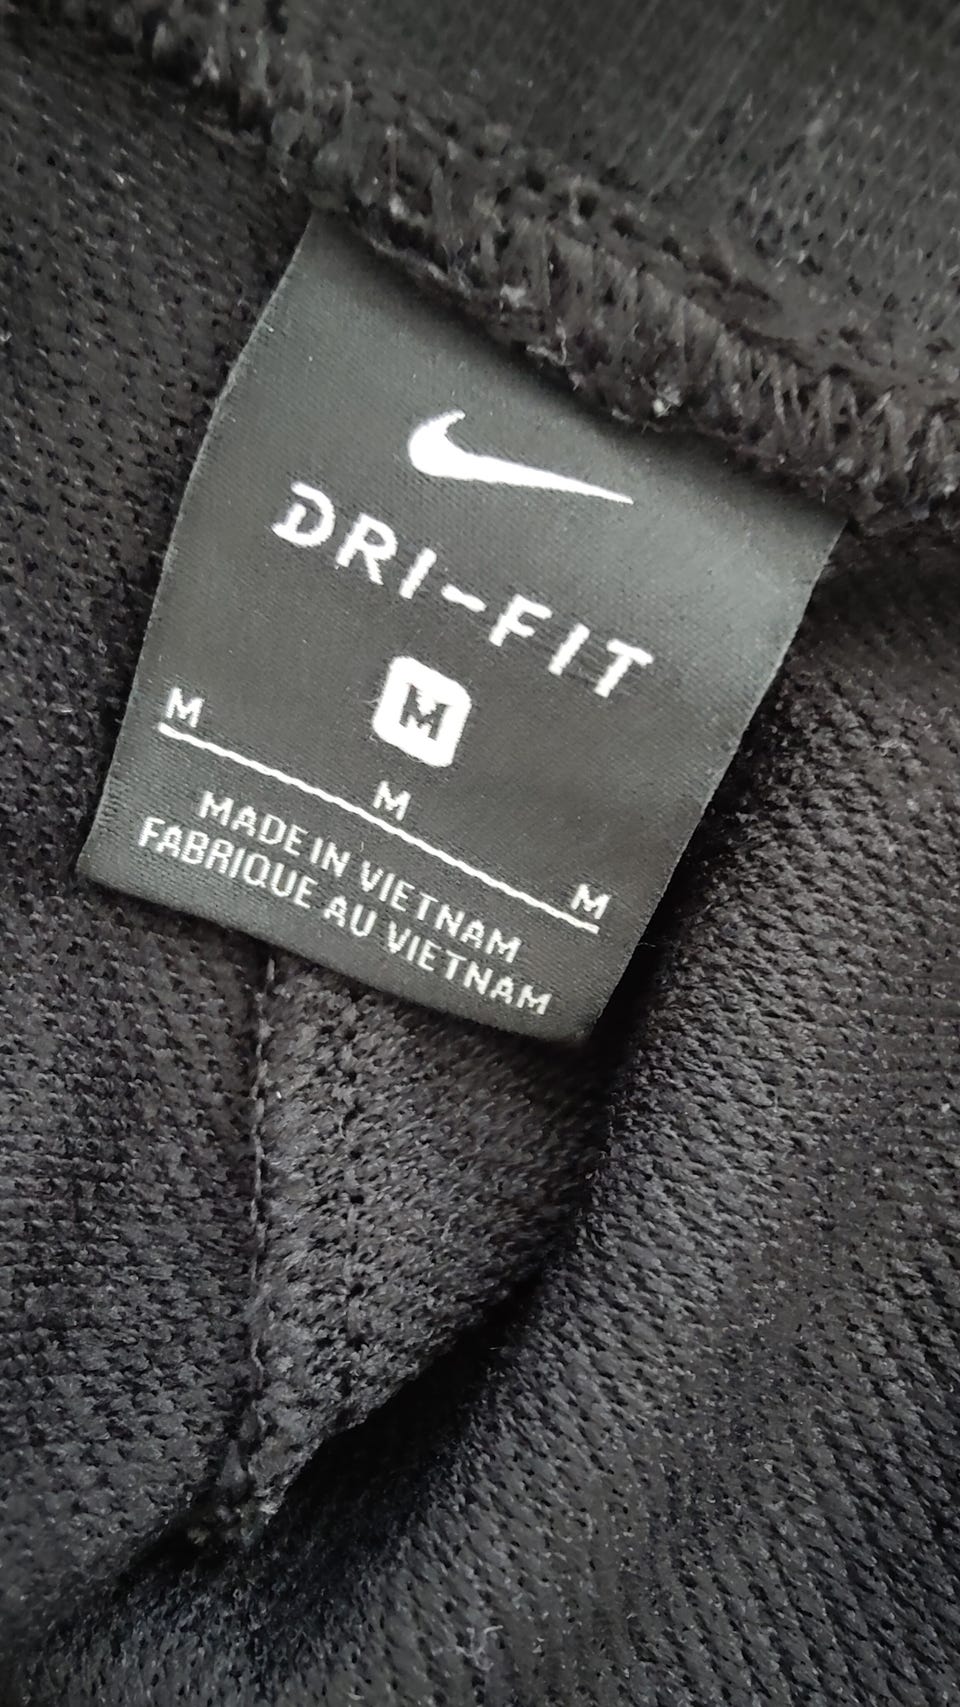 DRI-FIT
M
M M M
MADE IN VIETNAM
FABRIQUE AU VIETNAM